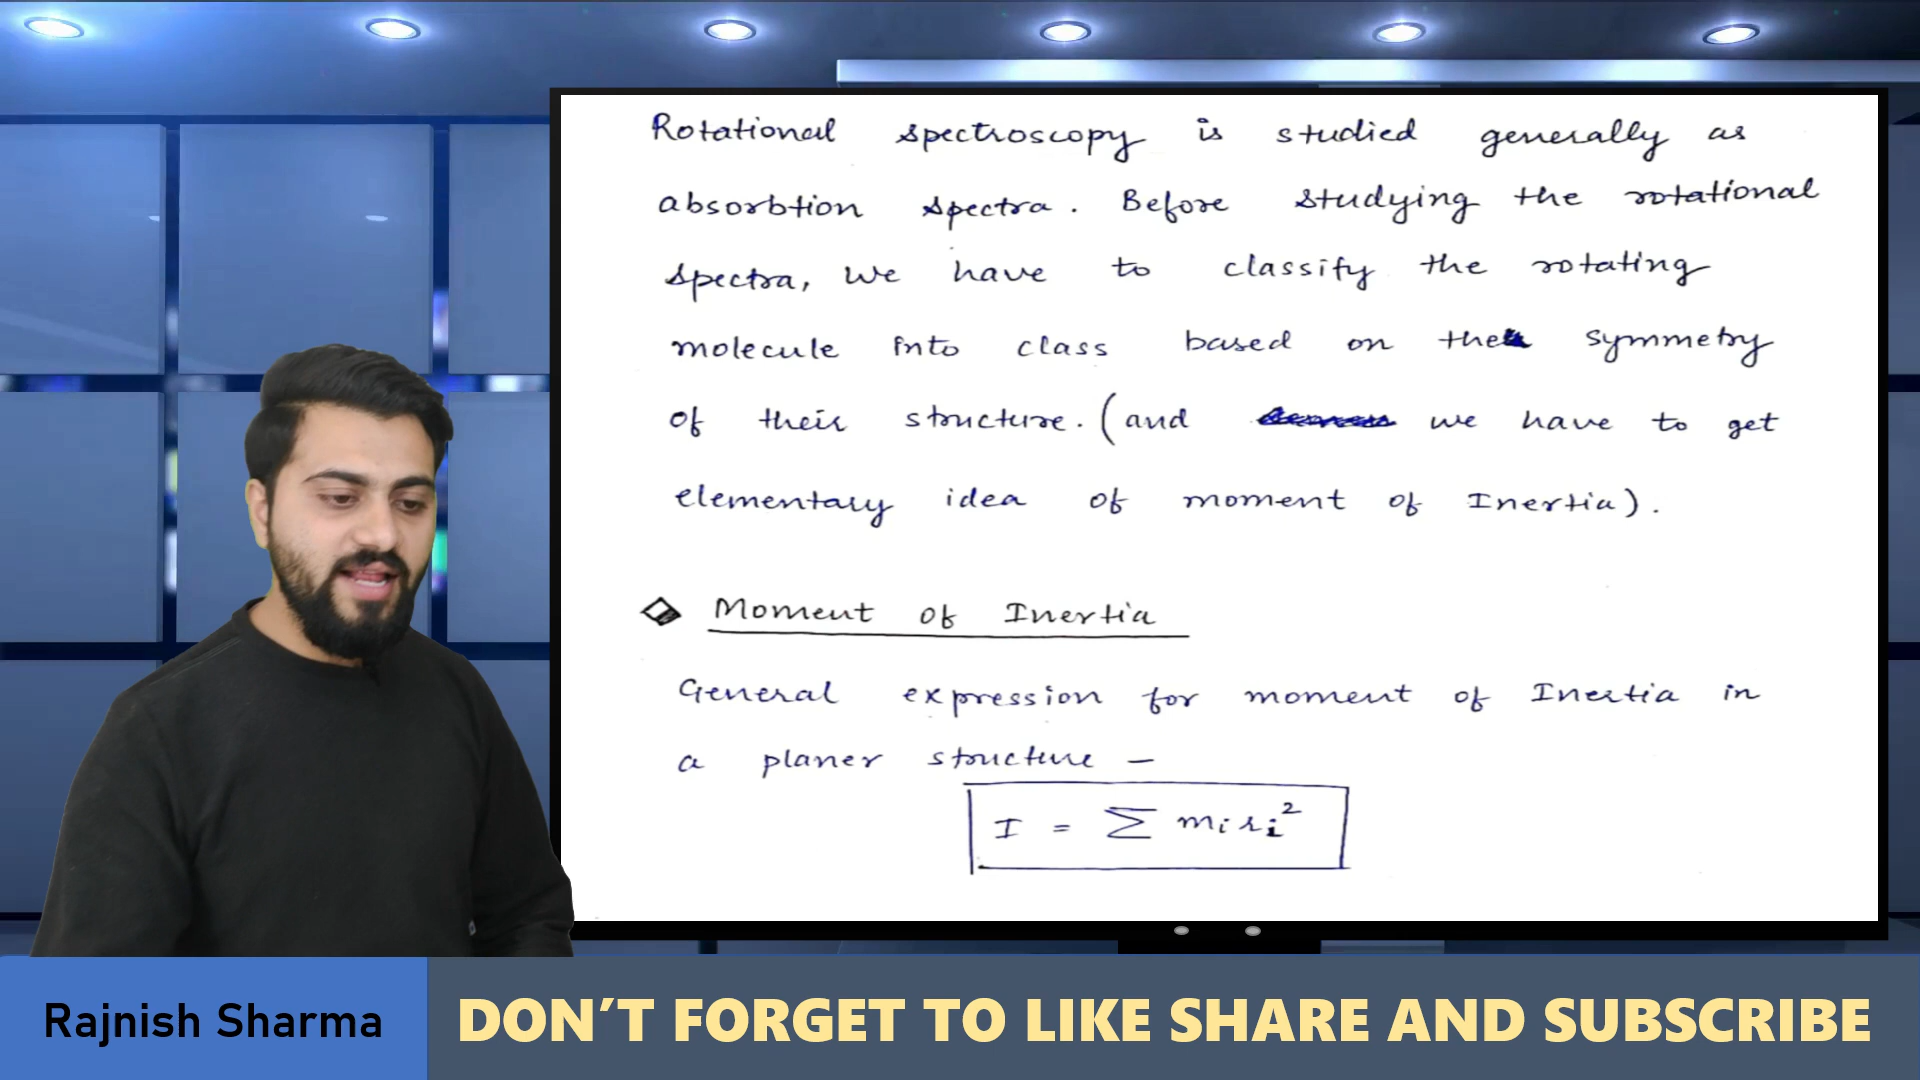 Rotational spectroscopy is studied generally as
absorbtion spectra. Before studying the rotational
spectra, we have to classify the rotating
molecule into class based on the symmetry
of their structure. (and we have to get
elementary idea of moment of Inertia).
Moment of Inertia
General expression for moment of Inertia in
a planer structure –
I = Σ mᵢrᵢ²
Rajnish Sharma
DON'T FORGET TO LIKE SHARE AND SUBSCRIBE